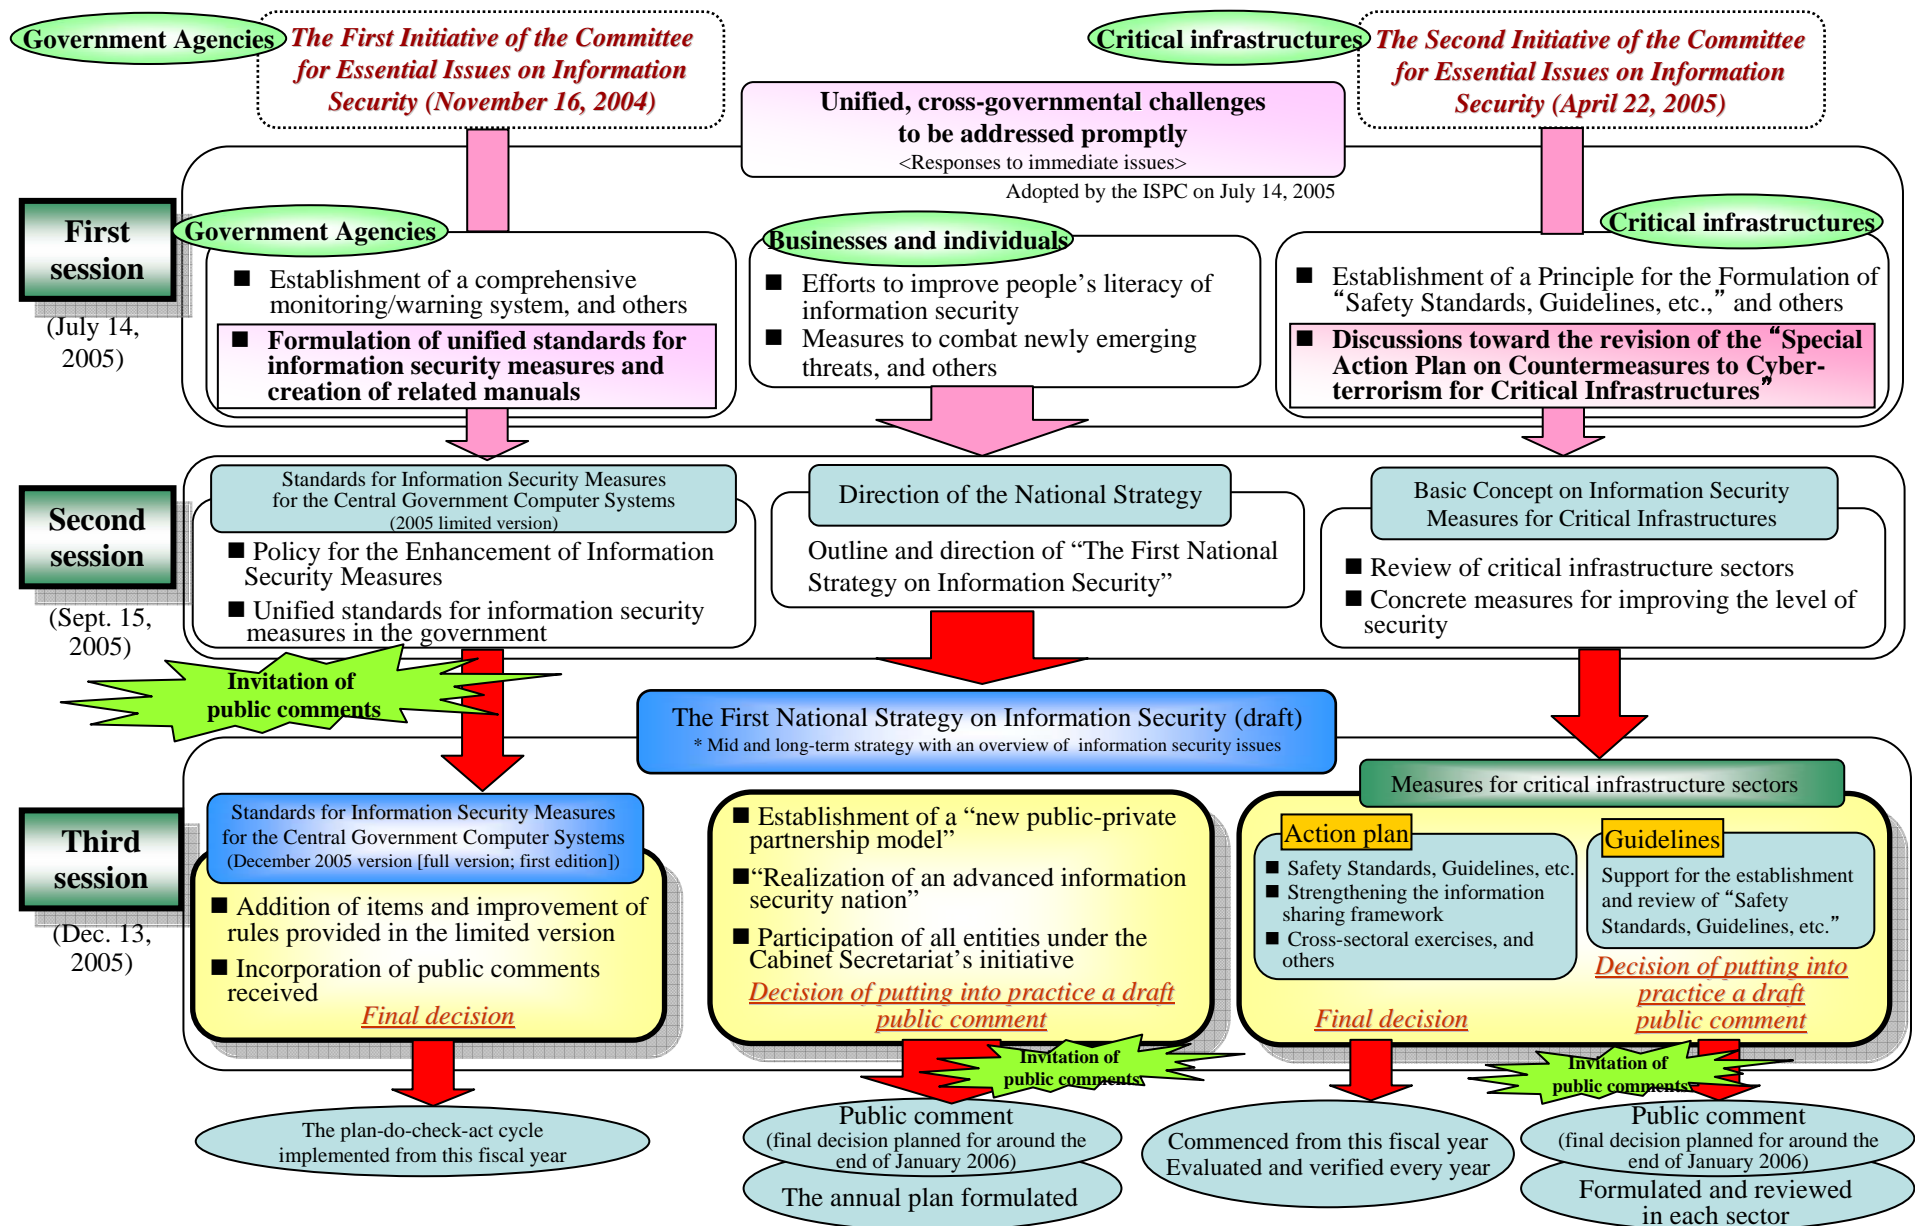 Government Agencies
The First Initiative of the Committee
for Essential Issues on Information
Security (November 16, 2004)
Critical infrastructures
The Second Initiative of the Committee
for Essential Issues on Information
Security (April 22, 2005)
Unified, cross-governmental challenges
to be addressed promptly
<Responses to immediate issues>
Adopted by the ISPC on July 14, 2005
First
session
(July 14,
2005)
Government Agencies
■ Establishment of a comprehensive
monitoring/warning system, and others
■ Formulation of unified standards for
information security measures and
creation of related manuals
Businesses and individuals
■ Efforts to improve people's literacy of
information security
■ Measures to combat newly emerging
threats, and others
Critical infrastructures
■ Establishment of a Principle for the Formulation of
"Safety Standards, Guidelines, etc.," and others
■ Discussions toward the revision of the "Special
Action Plan on Countermeasures to Cyber-
terrorism for Critical Infrastructures"
Second
session
(Sept. 15,
2005)
Standards for Information Security Measures
for the Central Government Computer Systems
(2005 limited version)
■ Policy for the Enhancement of Information
Security Measures
■ Unified standards for information security
measures in the government
Direction of the National Strategy
Outline and direction of "The First National
Strategy on Information Security"
Basic Concept on Information Security
Measures for Critical Infrastructures
■ Review of critical infrastructure sectors
■ Concrete measures for improving the level of
security
Invitation of
public comments
The First National Strategy on Information Security (draft)
* Mid and long-term strategy with an overview of information security issues
Third
session
(Dec. 13,
2005)
Standards for Information Security Measures
for the Central Government Computer Systems
(December 2005 version [full version; first edition])
■ Addition of items and improvement of
rules provided in the limited version
■ Incorporation of public comments
received
Final decision
■ Establishment of a "new public-private
partnership model"
■ "Realization of an advanced information
security nation"
■ Participation of all entities under the
Cabinet Secretariat's initiative
Decision of putting into practice a draft
public comment
Measures for critical infrastructure sectors
Action plan
■ Safety Standards, Guidelines, etc.
■ Strengthening the information
sharing framework
■ Cross-sectoral exercises, and
others
Final decision
Guidelines
Support for the establishment
and review of "Safety
Standards, Guidelines, etc."
Decision of putting into
practice a draft
public comment
Invitation of
public comments
Invitation of
public comments
The plan-do-check-act cycle
implemented from this fiscal year
Public comment
(final decision planned for around the
end of January 2006)
The annual plan formulated
Commenced from this fiscal year
Evaluated and verified every year
Public comment
(final decision planned for around the
end of January 2006)
Formulated and reviewed
in each sector